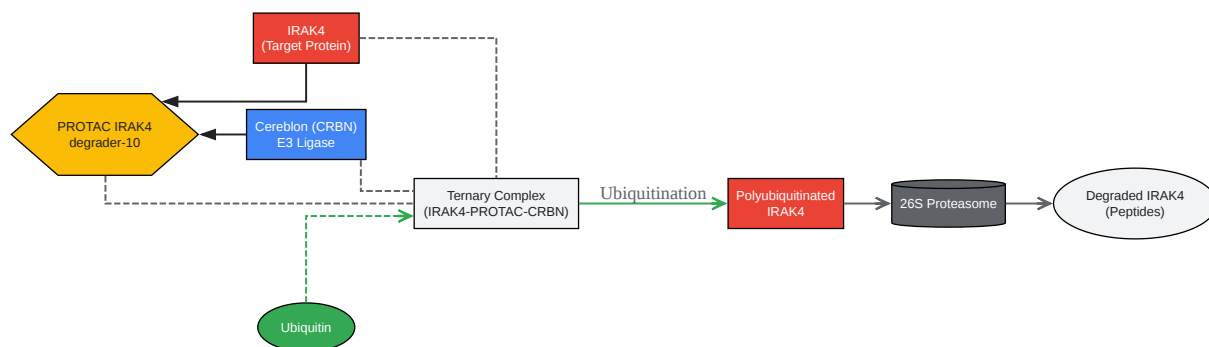 IRAK4
(Target Protein)
PROTAC IRAK4
degrader-10
Cereblon (CRBN)
E3 Ligase
Ternary Complex
(IRAK4-PROTAC-CRBN)
Ubiquitination
Polyubiquitinated
IRAK4
26S Proteasome
Degraded IRAK4
(Peptides)
Ubiquitin